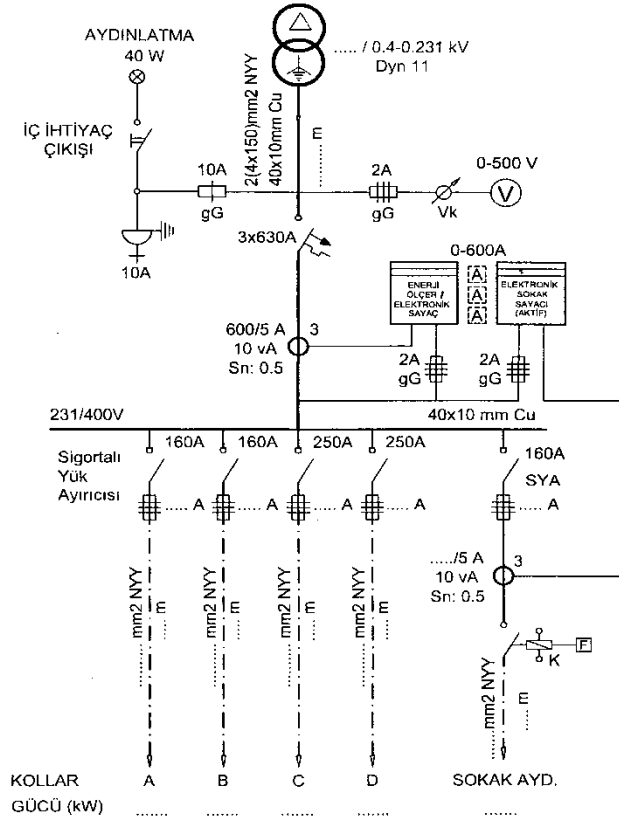 AYDINLATMA
40 W
..... / 0.4-0.231 kV
Dyn 11
2(4x150)mm2 NYY
40x10mm Cu
m
İÇ İHTİYAÇ
ÇIKIŞI
10A
gG
2A
gG
Vk
0-500 V
V
10A
3x630A
0-600A
ENERJİ
ÖLÇER /
ELEKTRONİK
SAYAÇ
A
A
A
ELEKTRONİK
SOKAK
SAYACI
(AKTİF)
600/5 A
3
10 vA
Sn: 0.5
2A
gG
2A
gG
231/400V
40x10 mm Cu
160A
160A
250A
250A
160A
SYA
Sigortalı
Yük
Ayırıcısı
..... A
..... A
..... A
..... A
..... A
...../5 A
3
10 vA
Sn: 0.5
.........mm2 NYY
.........m
.........mm2 NYY
.........m
.........mm2 NYY
.........m
.........mm2 NYY
.........m
K
F
.........mm2 NYY
.........m
KOLLAR A B C D SOKAK AYD.
GÜCÜ (kW) ...... ...... ...... ...... ......